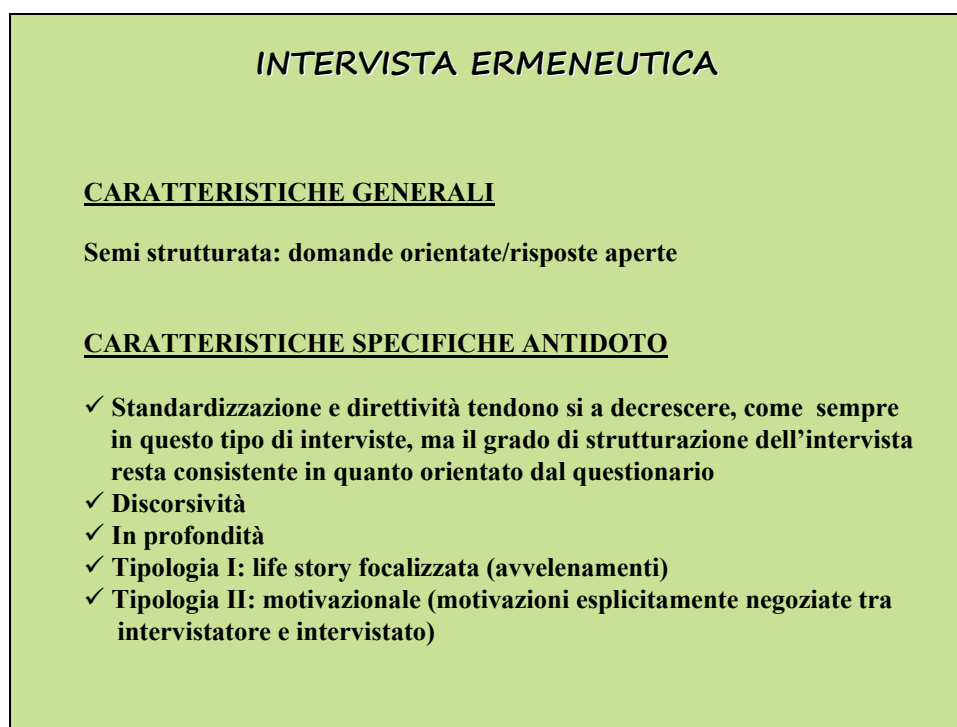 INTERVISTA ERMENEUTICA
CARATTERISTICHE GENERALI
Semi strutturata: domande orientate/risposte aperte
CARATTERISTICHE SPECIFICHE ANTIDOTO
✓ Standardizzazione e direttività tendono si a decrescere, come sempre
in questo tipo di interviste, ma il grado di strutturazione dell’intervista
resta consistente in quanto orientato dal questionario
✓ Discorsività
✓ In profondità
✓ Tipologia I: life story focalizzata (avvelenamenti)
✓ Tipologia II: motivazionale (motivazioni esplicitamente negoziate tra
intervistatore e intervistato)